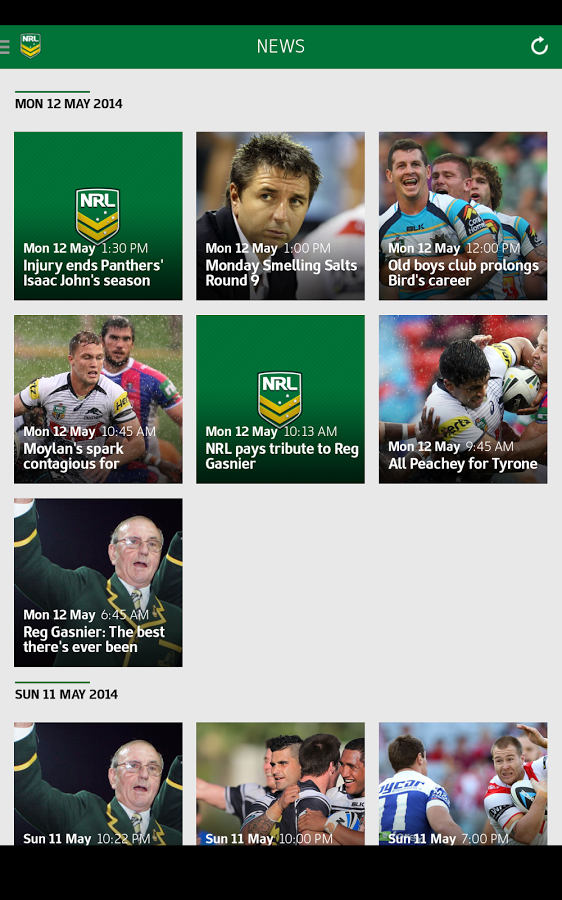 NRL
NEWS
MON 12 MAY 2014
NRL
Mon 12 May 1:30 PM
Injury ends Panthers'
Isaac John's season
Mon 12 May 1:00 PM
Monday Smelling Salts
Round 9
BLK
Mon 12 May 12:00 PM
Old boys club prolongs
Bird's career
Mon 12 May 10:45 AM
Moylan's spark
contagious for
NRL
Mon 12 May 10:13 AM
NRL pays tribute to Reg
Gasnier
Mon 12 May 9:45 AM
All Peachey for Tyrone
Mon 12 May 6:45 AM
Reg Gasnier: The best
there's ever been
SUN 11 MAY 2014
Sun 11 May 10:22 PM
BLK
Sun 11 May 10:00 PM
11
Sun 11 May 7:00 PM